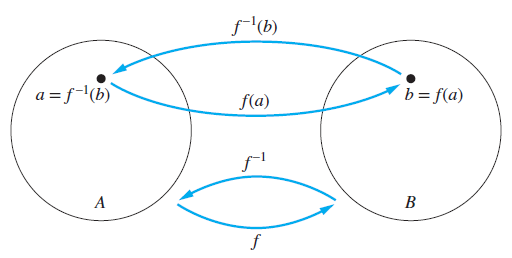 f⁻¹(b)
a = f⁻¹(b)
f(a)
b = f(a)
f⁻¹
A
B
f